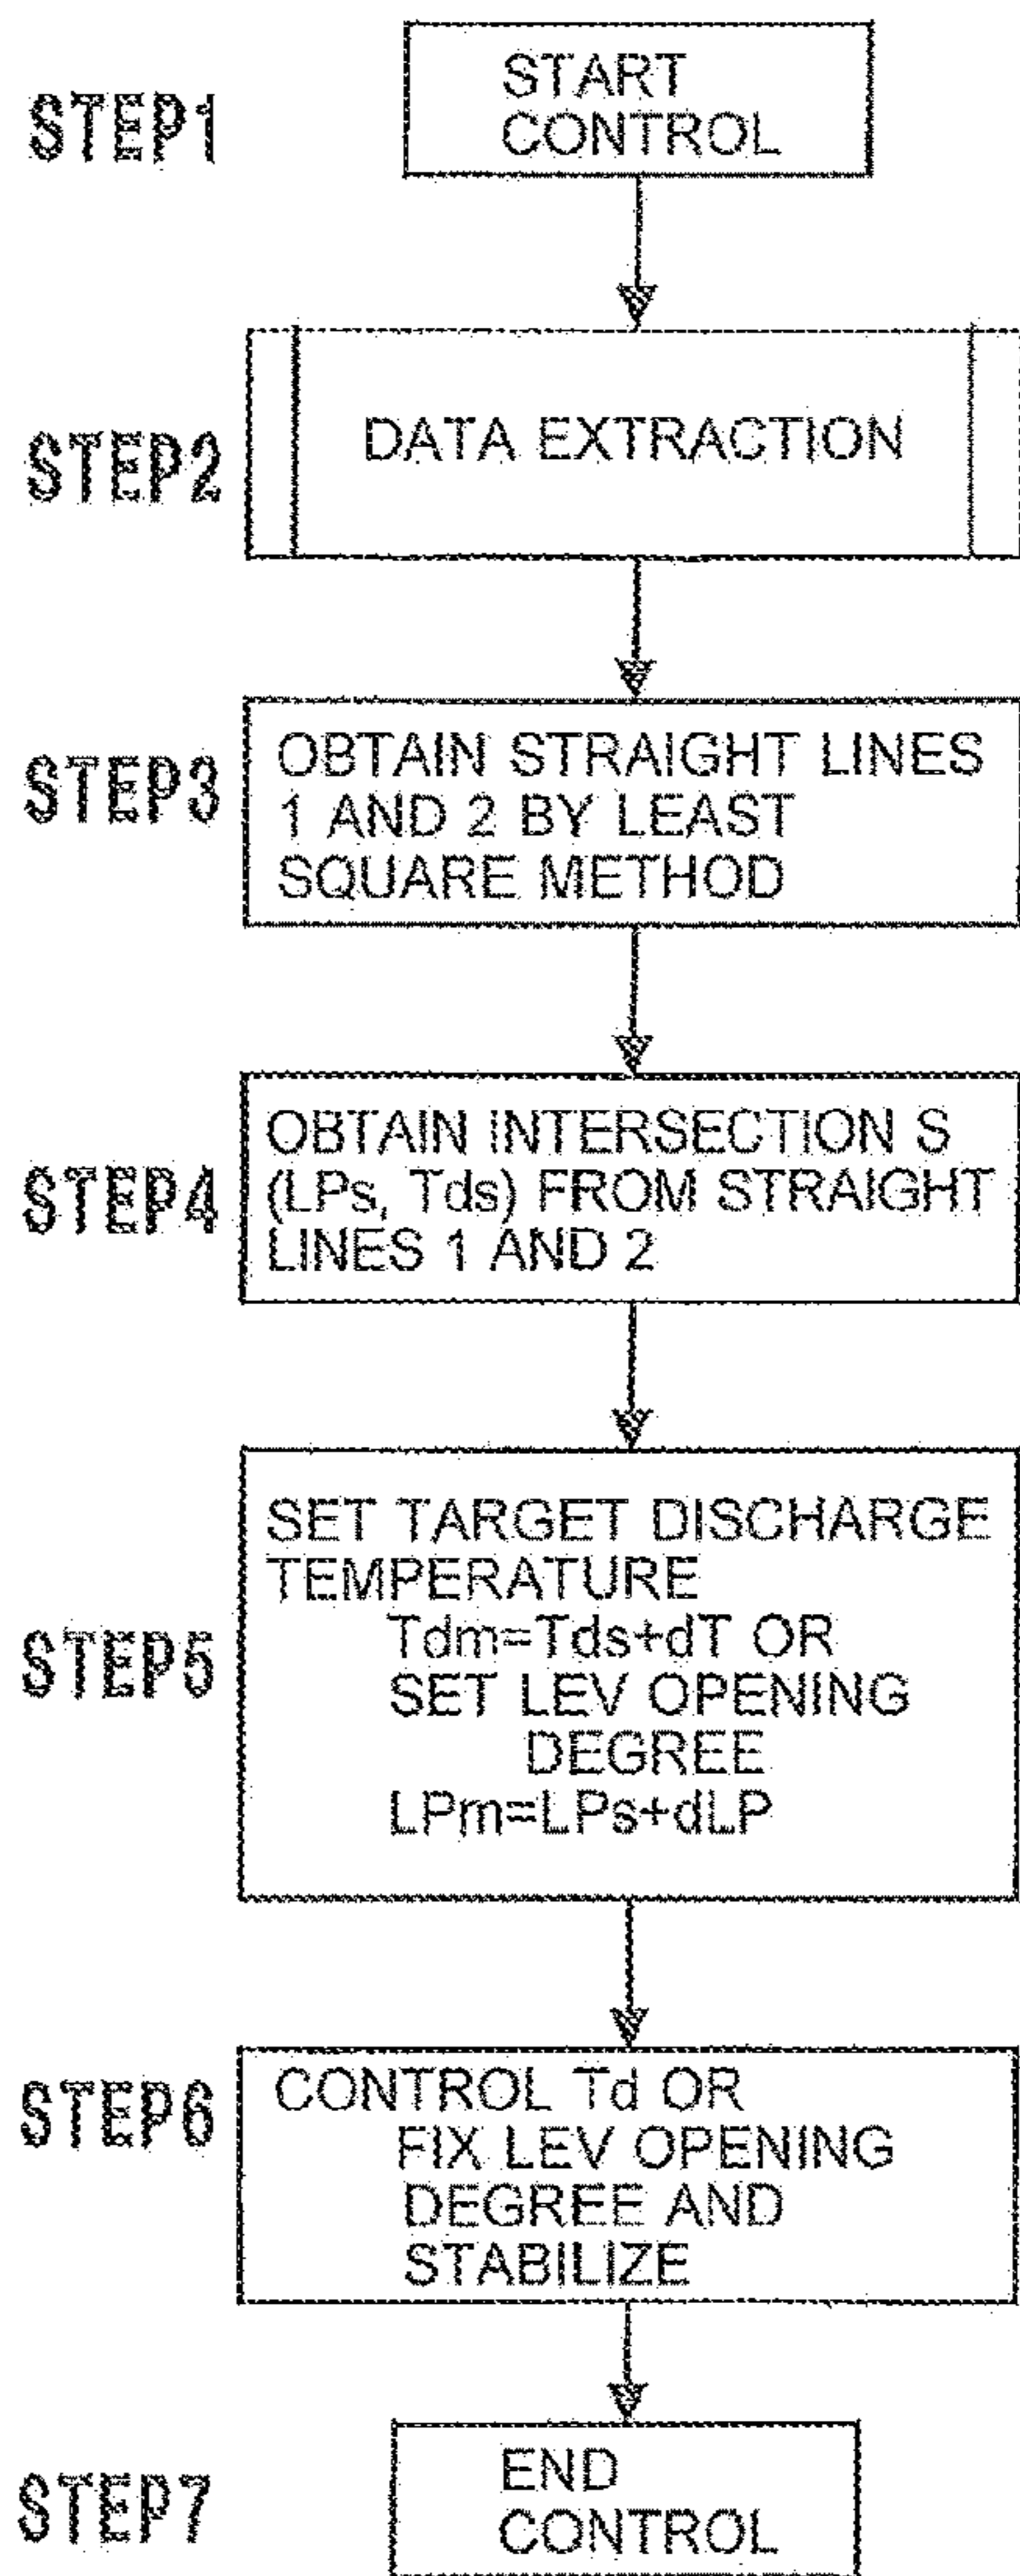 STEP1
START
CONTROL
STEP2
DATA EXTRACTION
STEP3
OBTAIN STRAIGHT LINES
1 AND 2 BY LEAST
SQUARE METHOD
STEP4
OBTAIN INTERSECTION S
(LPs, Tds) FROM STRAIGHT
LINES 1 AND 2
STEP5
SET TARGET DISCHARGE
TEMPERATURE
Tdm=Tds+dT OR
SET LEV OPENING
DEGREE
LPm=LPs+dLP
STEP6
CONTROL Td OR
FIX LEV OPENING
DEGREE AND
STABILIZE
STEP7
END
CONTROL